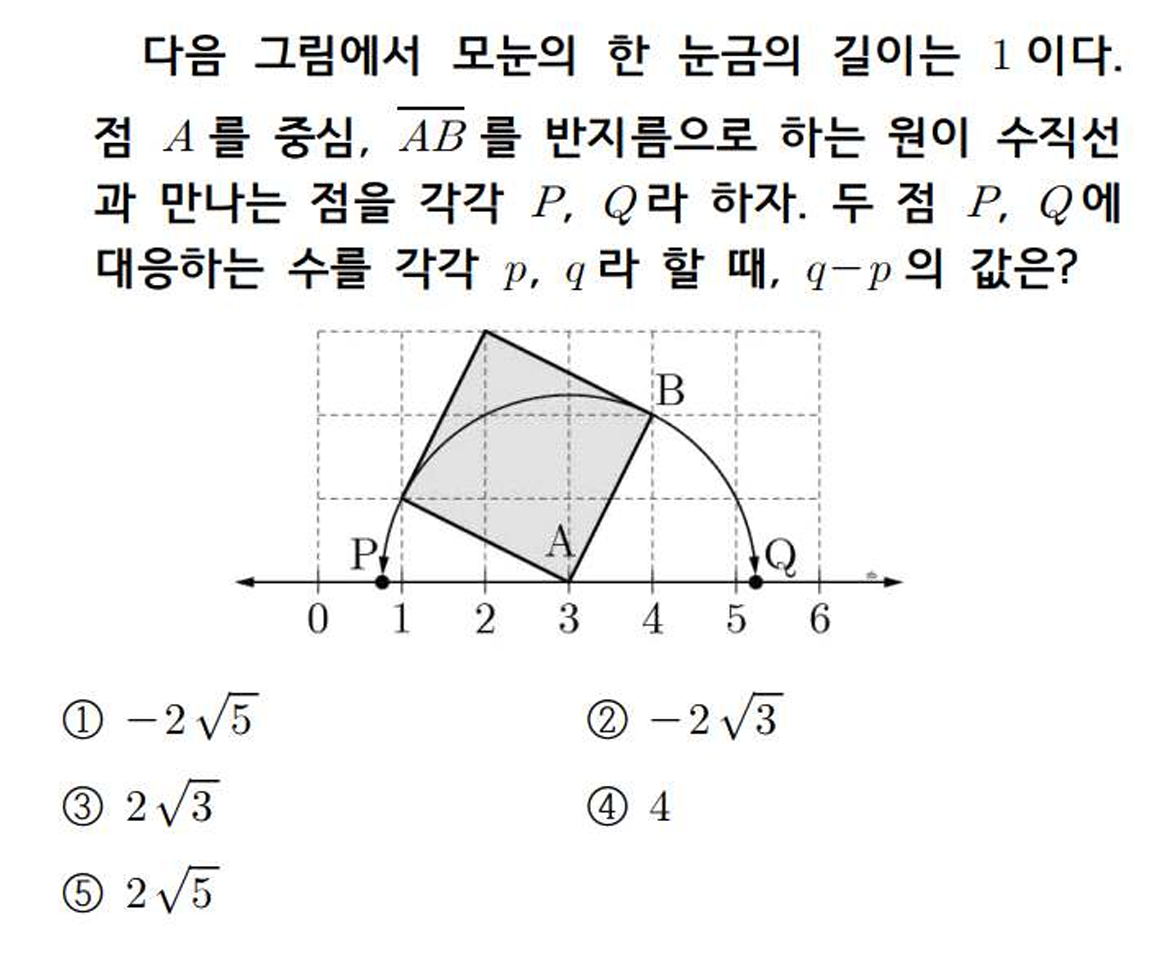 다음 그림에서 모눈의 한 눈금의 길이는 1 이다.
점 A 를 중심, \overline{AB} 를 반지름으로 하는 원이 수직선
과 만나는 점을 각각 P, Q라 하자. 두 점 P, Q에
대응하는 수를 각각 p, q 라 할 때, q-p 의 값은?
B
P A Q
0 1 2 3 4 5 6
① -2√5 ② -2√3
③ 2√3 ④ 4
⑤ 2√5